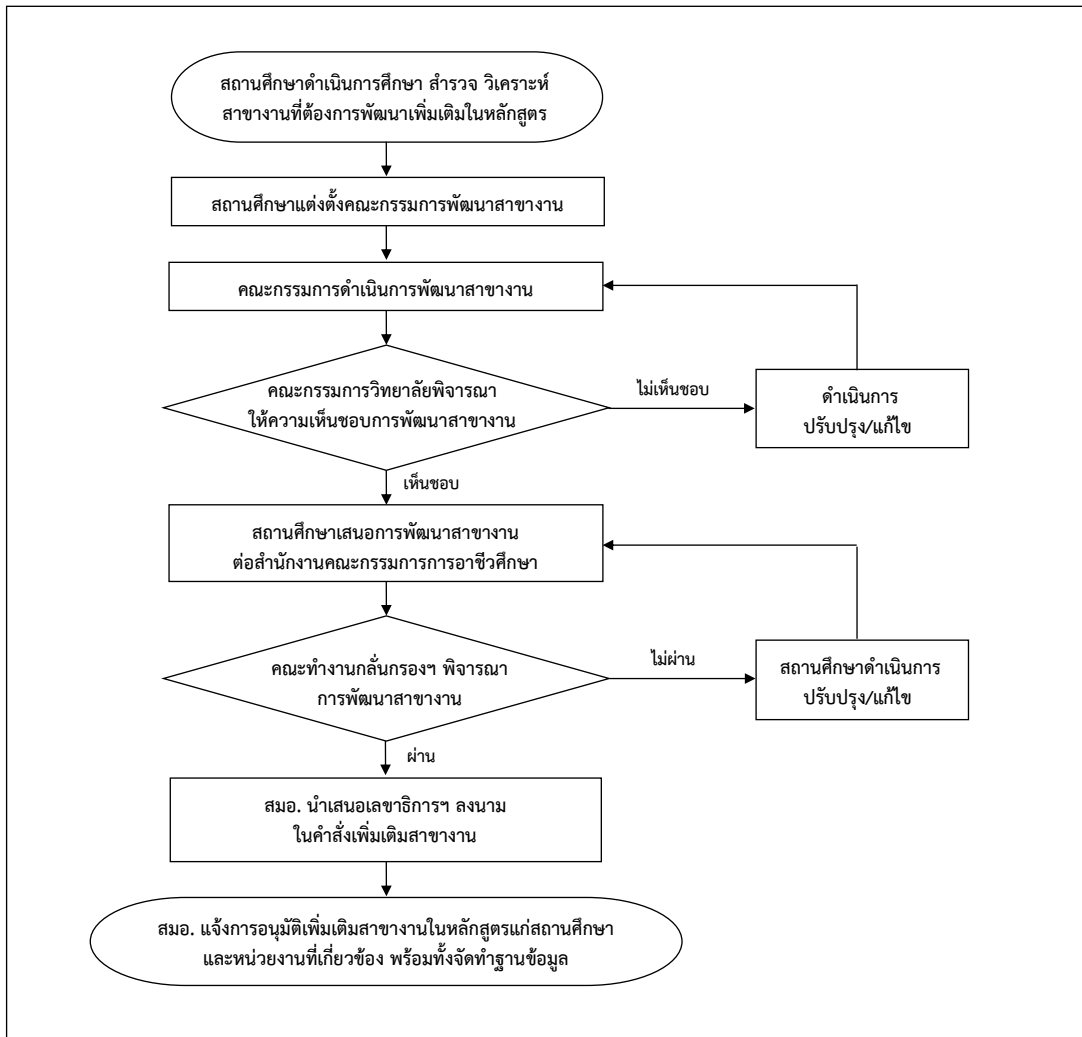 สถานศึกษาดำเนินการศึกษา สำรวจ วิเคราะห์
สาขางานที่ต้องการพัฒนาเพิ่มเติมในหลักสูตร
สถานศึกษาแต่งตั้งคณะกรรมการพัฒนาสาขางาน
คณะกรรมการดำเนินการพัฒนาสาขางาน
คณะกรรมการวิทยาลัยพิจารณา
ให้ความเห็นชอบการพัฒนาสาขางาน
ไม่เห็นชอบ
ดำเนินการ
ปรับปรุง/แก้ไข
เห็นชอบ
สถานศึกษาเสนอการพัฒนาสาขางาน
ต่อสำนักงานคณะกรรมการการอาชีวศึกษา
คณะทำงานกลั่นกรองฯ พิจารณา
การพัฒนาสาขางาน
ไม่ผ่าน
สถานศึกษาดำเนินการ
ปรับปรุง/แก้ไข
ผ่าน
สมอ. นำเสนอเลขาธิการฯ ลงนาม
ในคำสั่งเพิ่มเติมสาขางาน
สมอ. แจ้งการอนุมัติเพิ่มเติมสาขางานในหลักสูตรแก่สถานศึกษา
และหน่วยงานที่เกี่ยวข้อง พร้อมทั้งจัดทำฐานข้อมูล